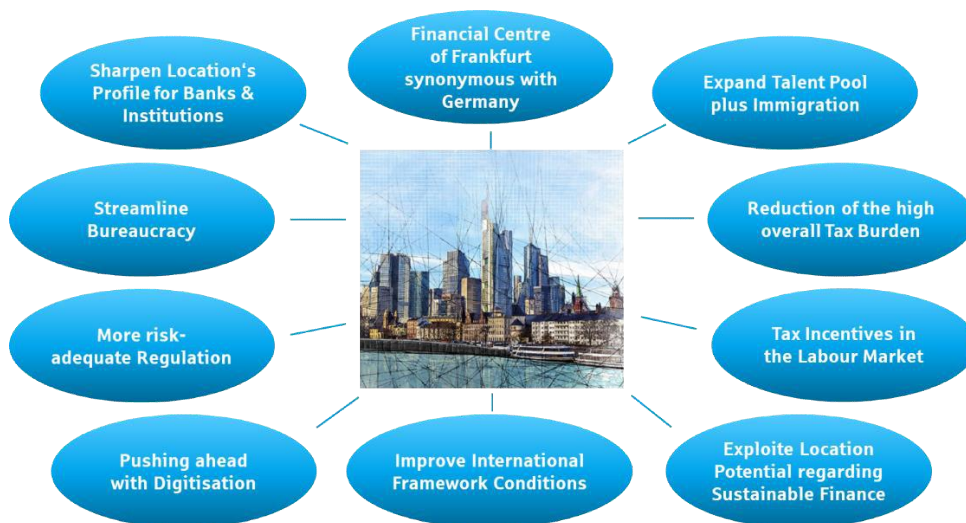 Financial Centre
of Frankfurt
synonymous with
Germany
Sharpen Location's
Profile for Banks &
Institutions
Expand Talent Pool
plus Immigration
Streamline
Bureaucracy
Reduction of the high
overall Tax Burden
More risk-
adequate Regulation
Tax Incentives in
the Labour Market
Pushing ahead
with Digitisation
Improve International
Framework Conditions
Exploite Location
Potential regarding
Sustainable Finance